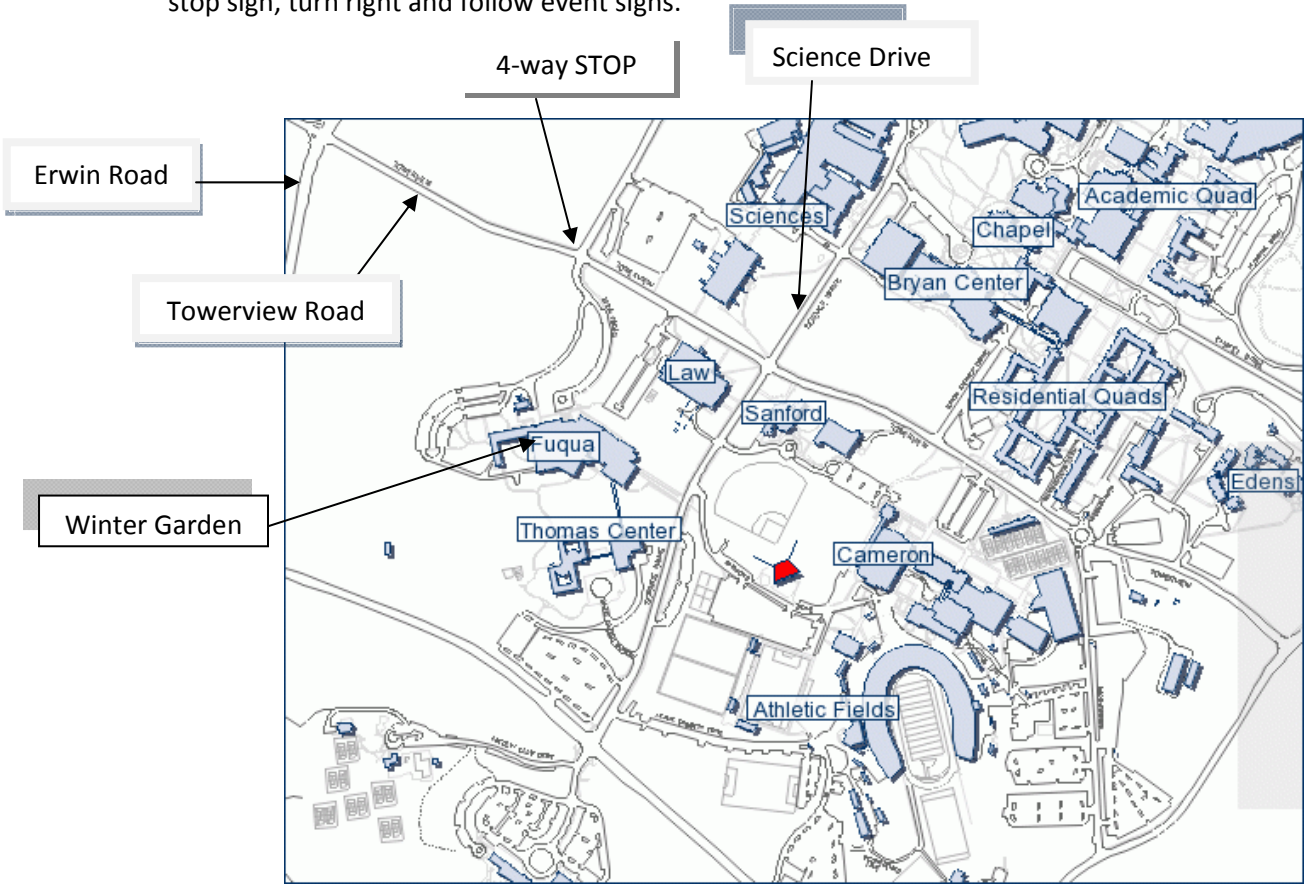 stop sign, turn right and follow event signs.
4-way STOP
Science Drive
Erwin Road
Sciences
Academic Quad
Chapel
Bryan Center
Towerview Road
Law
Sanford
Residential Quads
Fuqua
Edens
Winter Garden
Thomas Center
Cameron
Athletic Fields